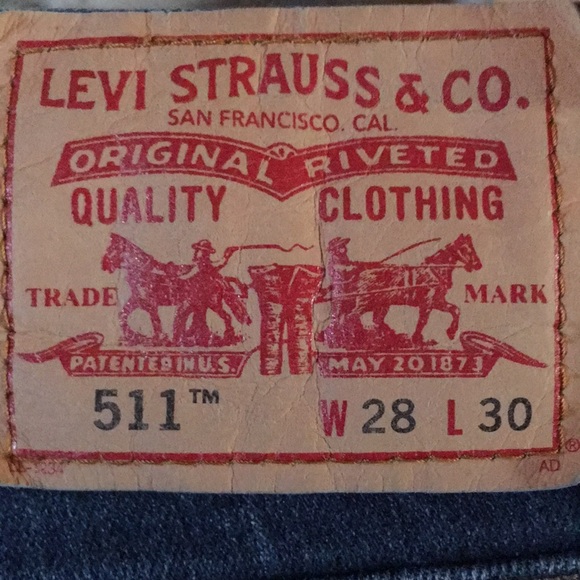 LEVI STRAUSS & CO.
SAN FRANCISCO. CAL.
ORIGINAL RIVETED
QUALITY CLOTHING
TRADE MARK
PATENTED IN U.S. MAY 20 1873
511™ W 28 L 30
®
AD